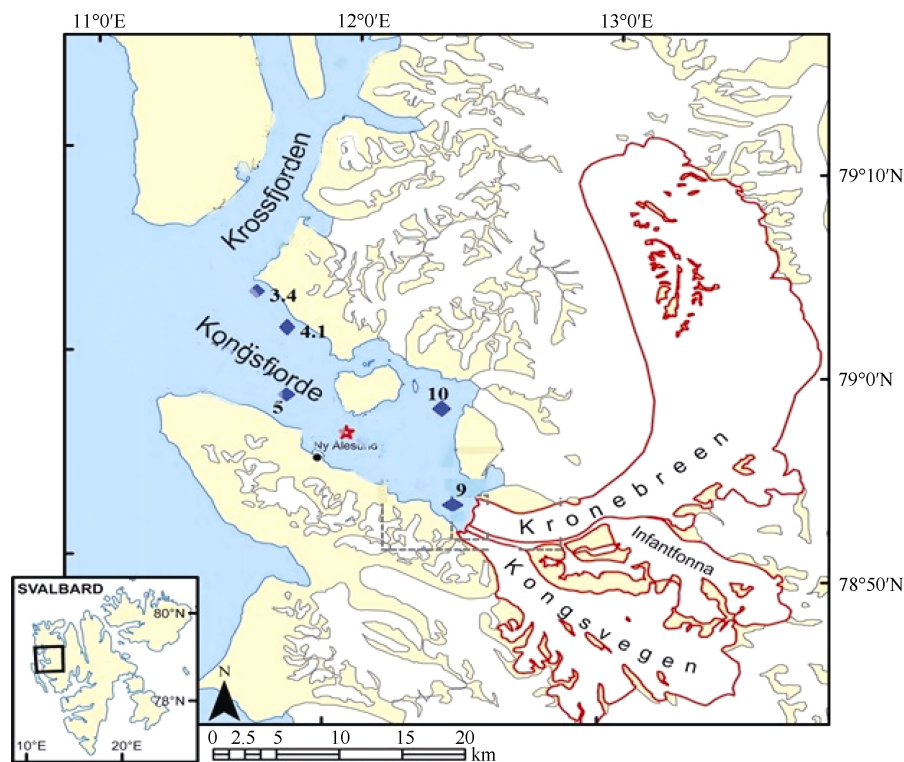 11°0′E 12°0′E 13°0′E
Krossfjorden
79°10′N
3.4
4.1
Kongsfjorde
79°0′N
5
10
Ny Alesund
9
Kronebreen
Infantfonna
Kongsvegen
78°50′N
SVALBARD
80°N
78°N
10°E 20°E
N
0 2.5 5 10 15 20
km